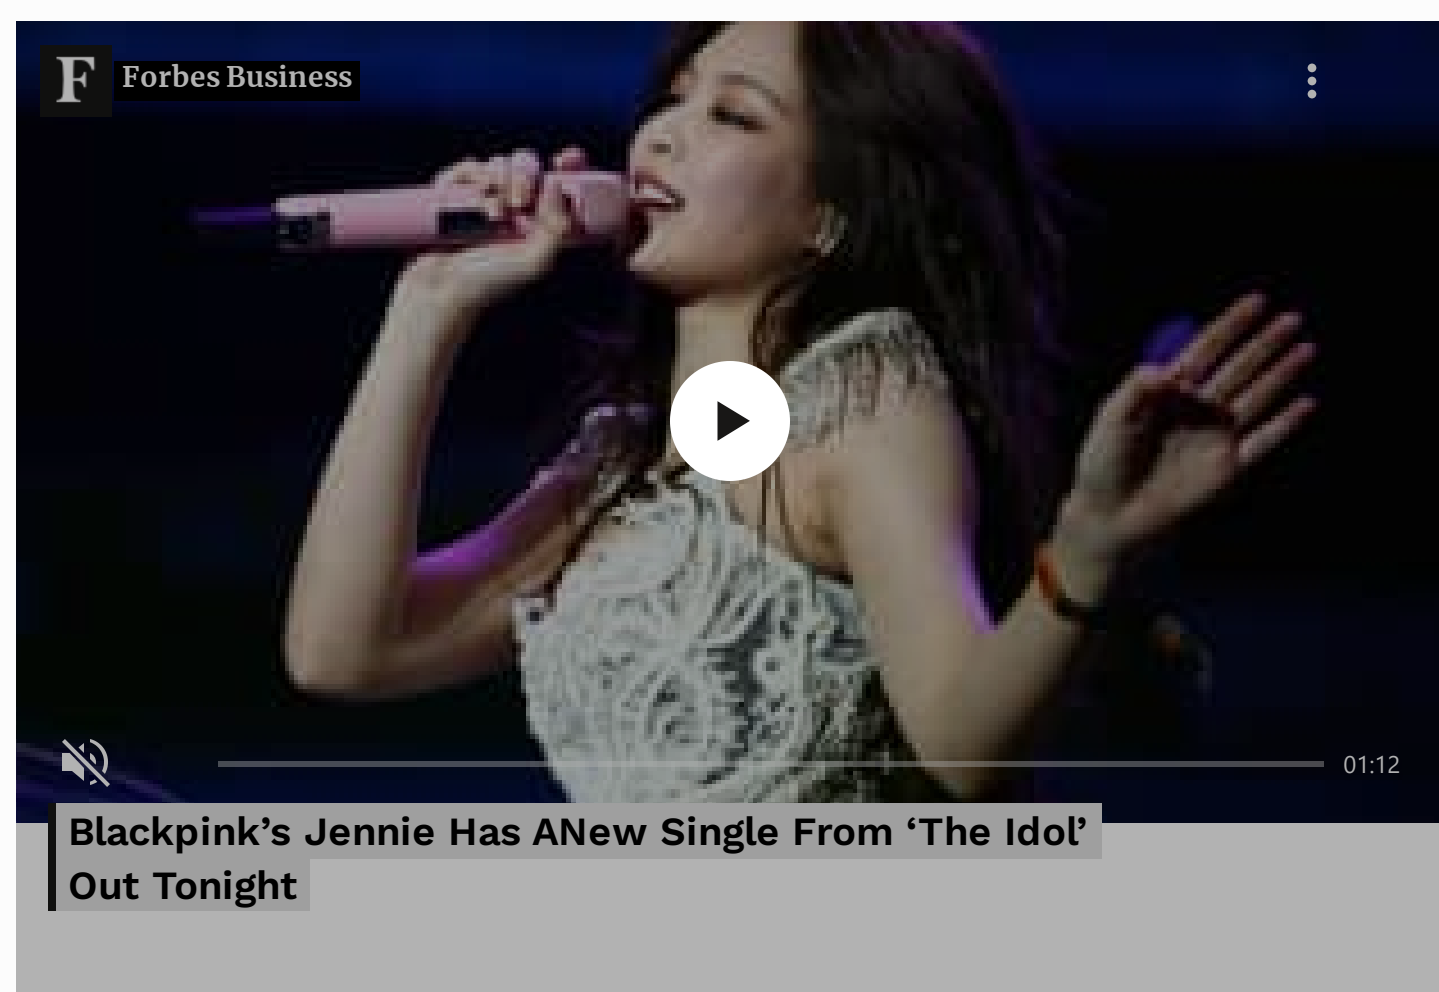 F
Forbes Business
01:12
Blackpink’s Jennie Has ANew Single From ‘The Idol’
Out Tonight